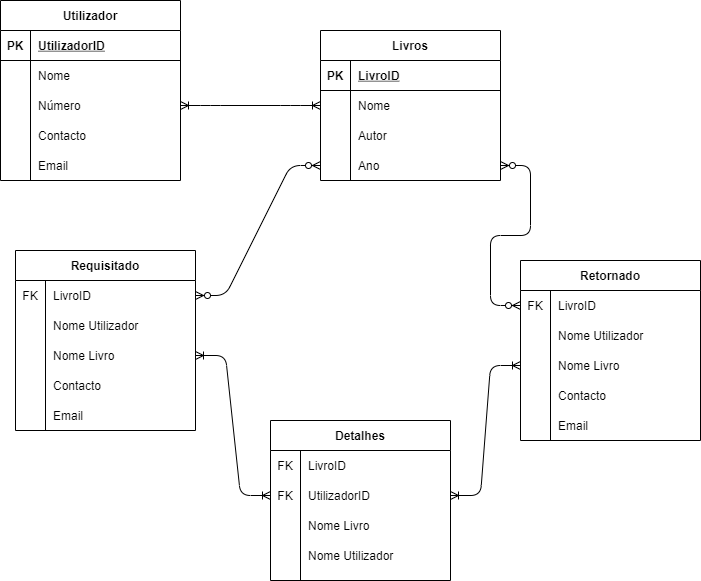 Utilizador
PK UtilizadorID
Nome
Número
Contacto
Email
Livros
PK LivroID
Nome
Autor
Ano
Requisitado
FK LivroID
Nome Utilizador
Nome Livro
Contacto
Email
Retornado
FK LivroID
Nome Utilizador
Nome Livro
Contacto
Email
Detalhes
FK LivroID
FK UtilizadorID
Nome Livro
Nome Utilizador